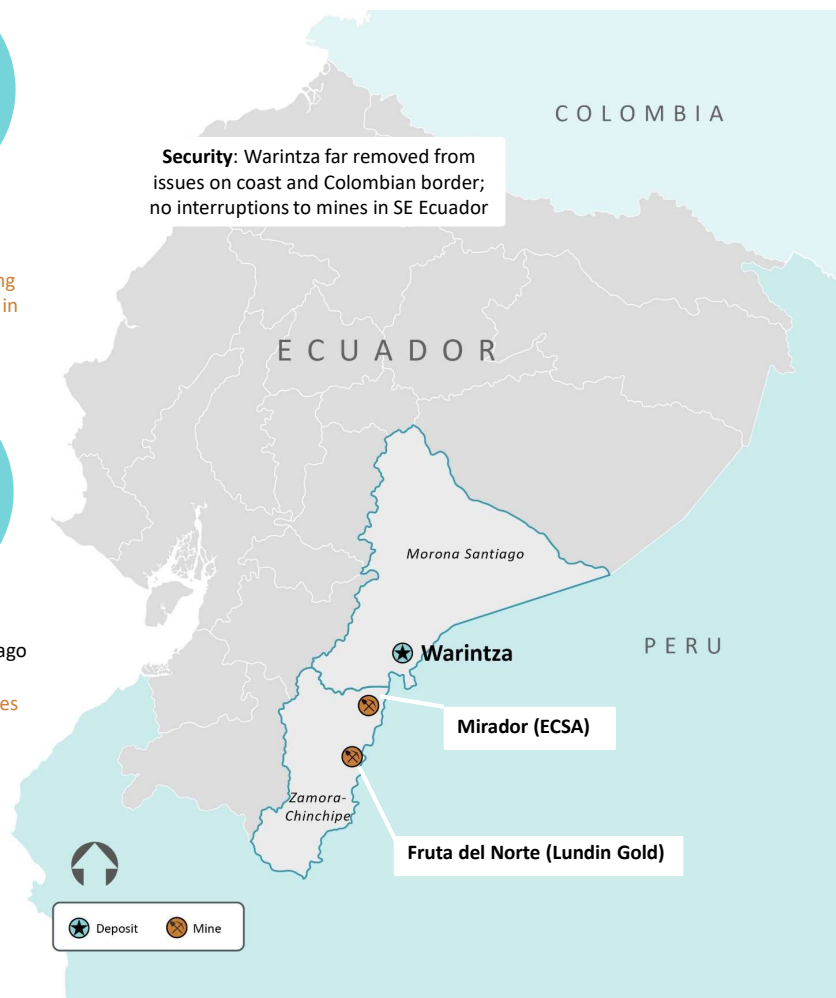 COLOMBIA
Security: Warintza far removed from
issues on coast and Colombian border;
no interruptions to mines in SE Ecuador
in
ECUADOR
Morona Santiago
Warintza
PERU
Mirador (ECSA)
Zamora-
Chinchipe
Fruta del Norte (Lundin Gold)
Deposit
Mine